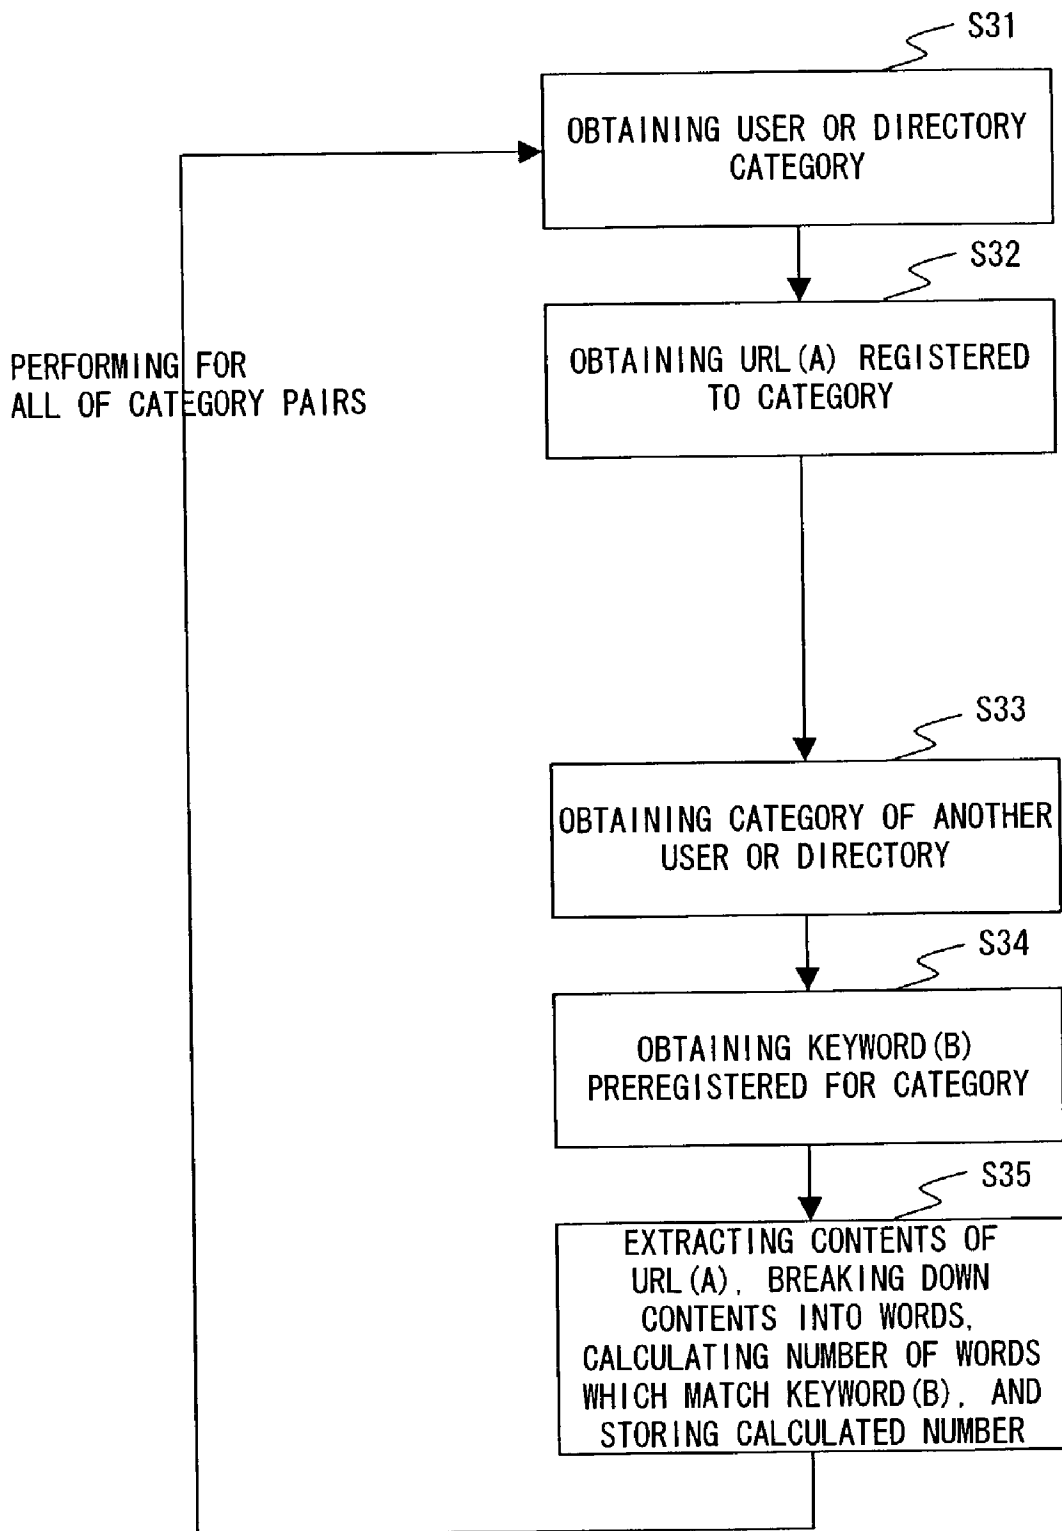 S31
OBTAINING USER OR DIRECTORY
CATEGORY
S32
OBTAINING URL(A) REGISTERED
TO CATEGORY
PERFORMING FOR
ALL OF CATEGORY PAIRS
S33
OBTAINING CATEGORY OF ANOTHER
USER OR DIRECTORY
S34
OBTAINING KEYWORD(B)
PREREGISTERED FOR CATEGORY
S35
EXTRACTING CONTENTS OF
URL(A), BREAKING DOWN
CONTENTS INTO WORDS,
CALCULATING NUMBER OF WORDS
WHICH MATCH KEYWORD(B), AND
STORING CALCULATED NUMBER